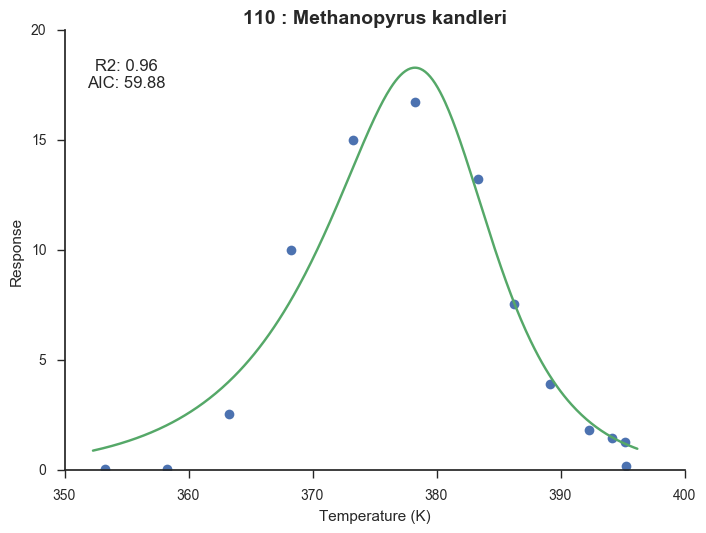 110 : Methanopyrus kandleri
R2: 0.96
AIC: 59.88
Response
20
15
10
5
0
350 360 370 380 390 400
Temperature (K)